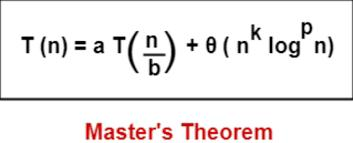 T (n) = a T(n/b) + θ ( n^k log^p n)
Master's Theorem